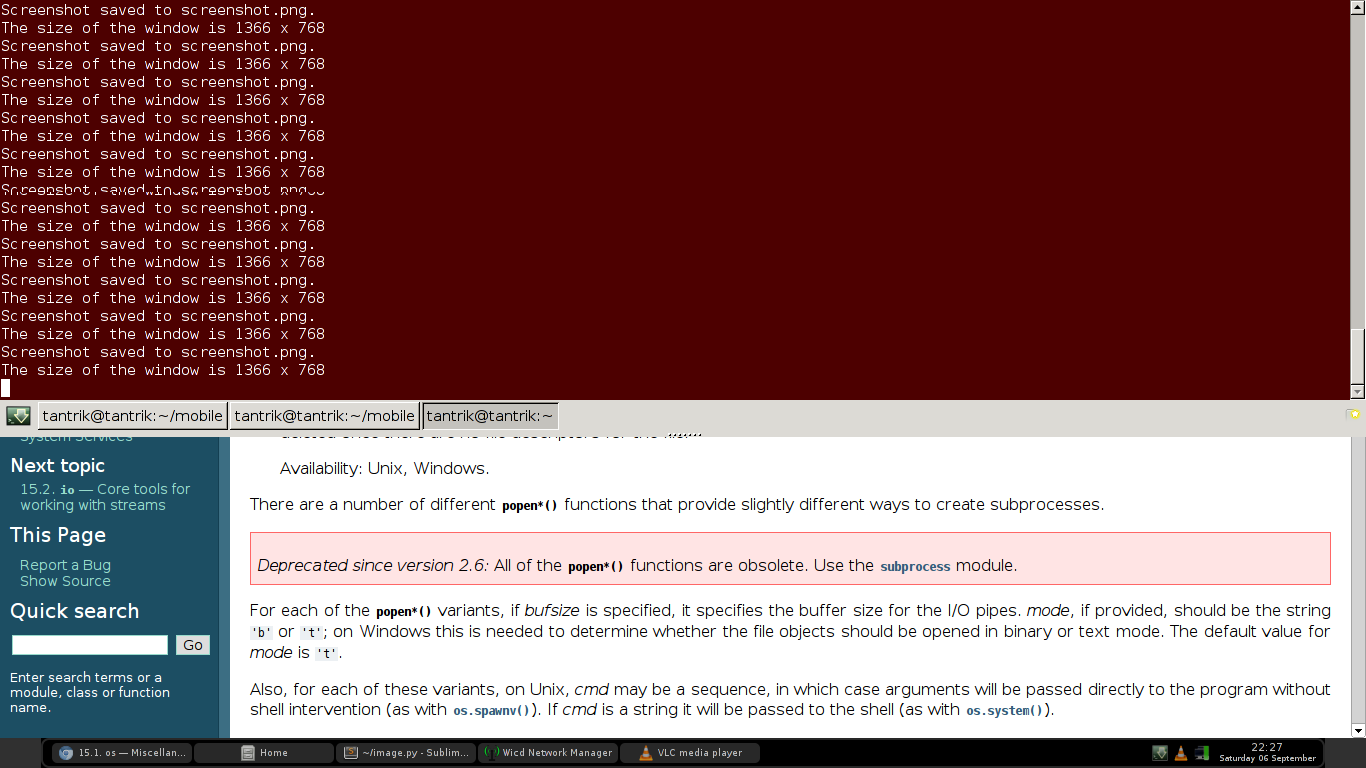 Screenshot saved to screenshot.png.
The size of the window is 1366 x 768
Screenshot saved to screenshot.png.
The size of the window is 1366 x 768
Screenshot saved to screenshot.png.
The size of the window is 1366 x 768
Screenshot saved to screenshot.png.
The size of the window is 1366 x 768
Screenshot saved to screenshot.png.
The size of the window is 1366 x 768
Screenshot saved to screenshot.png.
The size of the window is 1366 x 768
Screenshot saved to screenshot.png.
The size of the window is 1366 x 768
Screenshot saved to screenshot.png.
The size of the window is 1366 x 768
Screenshot saved to screenshot.png.
The size of the window is 1366 x 768
Screenshot saved to screenshot.png.
The size of the window is 1366 x 768
tantrik@tantrik:~/mobile tantrik@tantrik:~/mobile tantrik@tantrik:~
System Services
Next topic
15.2. io — Core tools for
working with streams
This Page
Report a Bug
Show Source
Quick search
Go
Enter search terms or a
module, class or function
name.
Availability: Unix, Windows.
There are a number of different popen*() functions that provide slightly different ways to create subprocesses.
Deprecated since version 2.6: All of the popen*() functions are obsolete. Use the subprocess module.
For each of the popen*() variants, if bufsize is specified, it specifies the buffer size for the I/O pipes. mode, if provided, should be the string
'b' or 't'; on Windows this is needed to determine whether the file objects should be opened in binary or text mode. The default value for
mode is 't'.
Also, for each of these variants, on Unix, cmd may be a sequence, in which case arguments will be passed directly to the program without
shell intervention (as with os.spawnv()). If cmd is a string it will be passed to the shell (as with os.system()).
15.1. os — Miscellan... Home ~/image.py - Sublim... Wicd Network Manager VLC media player 22:27
Saturday 06 September